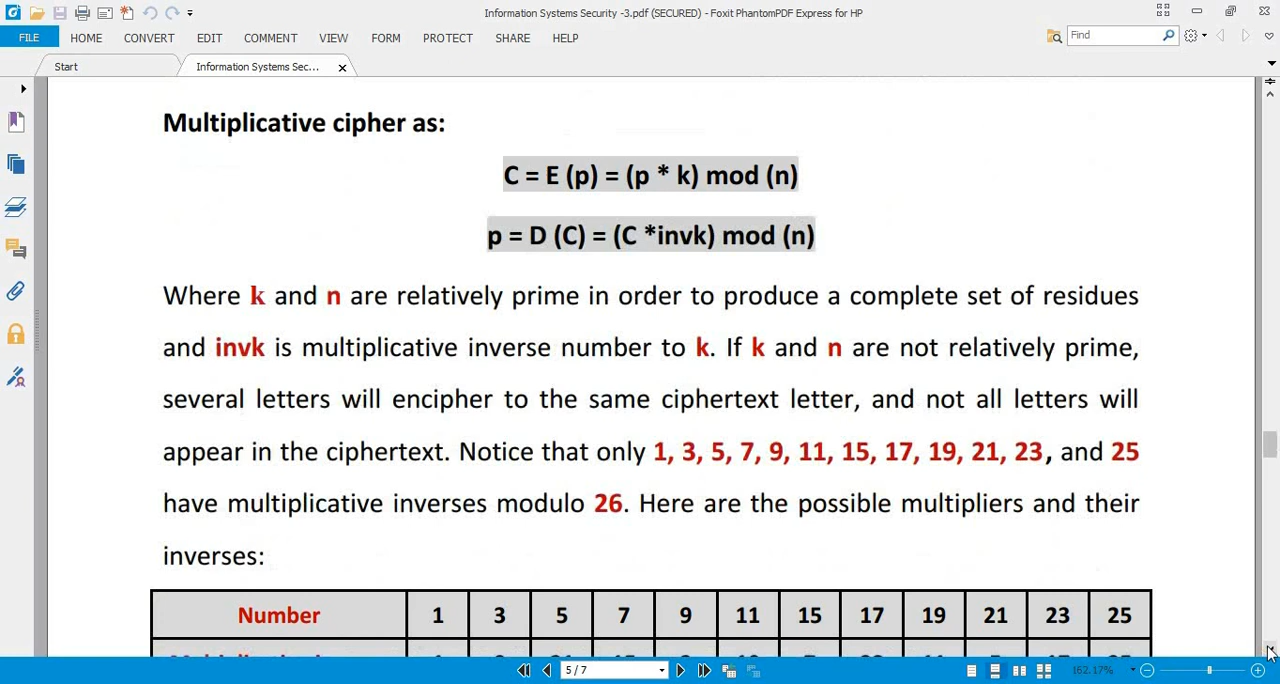 Information Systems Security -3.pdf (SECURED) - Foxit PhantomPDF Express for HP
FILE HOME CONVERT EDIT COMMENT VIEW FORM PROTECT SHARE HELP
Find
Start
Information Systems Sec...
Multiplicative cipher as:
C = E (p) = (p * k) mod (n)
p = D (C) = (C *invk) mod (n)
Where k and n are relatively prime in order to produce a complete set of residues
and invk is multiplicative inverse number to k. If k and n are not relatively prime,
several letters will encipher to the same ciphertext letter, and not all letters will
appear in the ciphertext. Notice that only 1, 3, 5, 7, 9, 11, 15, 17, 19, 21, 23, and 25
have multiplicative inverses modulo 26. Here are the possible multipliers and their
inverses:
Number 1 3 5 7 9 11 15 17 19 21 23 25
5 / 7
162.17%